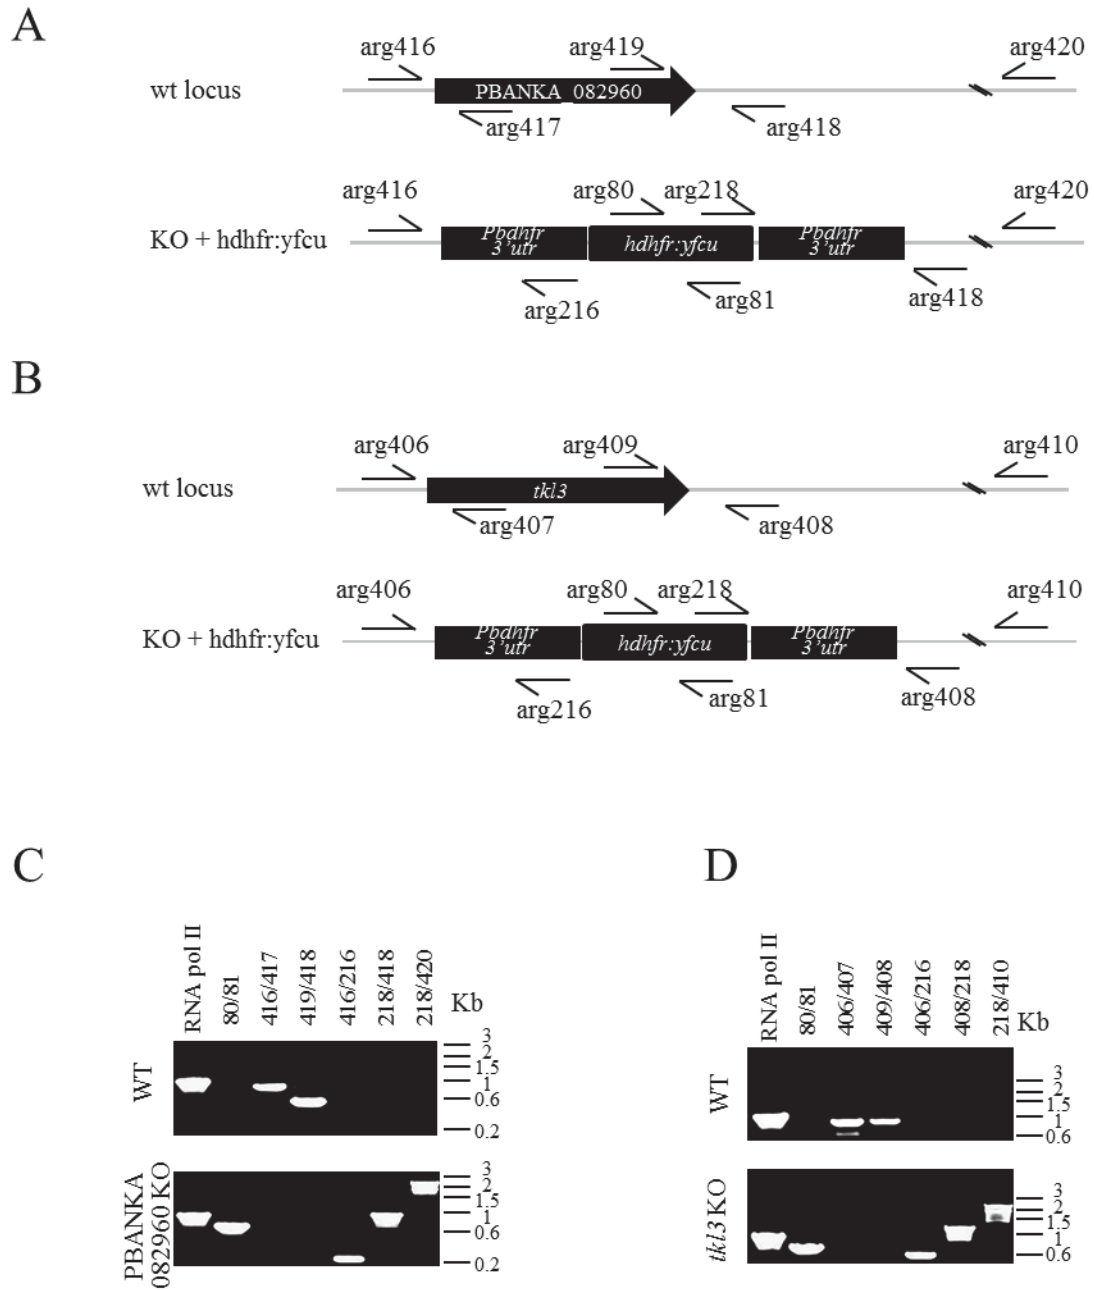 A
arg416
arg419
arg420
wt locus
PBANKA_082960
arg417
arg418
arg416
arg80
arg218
arg420
KO + hdhfr:yfcu
Pbdhfr
3'utr
hdhfr:yfcu
Pbdhfr
3'utr
arg216
arg81
arg418
B
arg406
arg409
arg410
wt locus
tkl3
arg407
arg408
arg406
arg80
arg218
arg410
KO + hdhfr:yfcu
Pbdhfr
3'utr
hdhfr:yfcu
Pbdhfr
3'utr
arg216
arg81
arg408
C
RNA pol II
80/81
416/417
419/418
416/216
218/418
218/420
Kb
WT
3
2
1.5
1
0.6
0.2
PBANKA
082960 KO
3
2
1.5
1
0.6
0.2
D
RNA pol II
80/81
406/407
409/408
406/216
408/218
218/410
Kb
WT
3
2
1.5
1
0.6
tkl3 KO
3
2
1.5
1
0.6